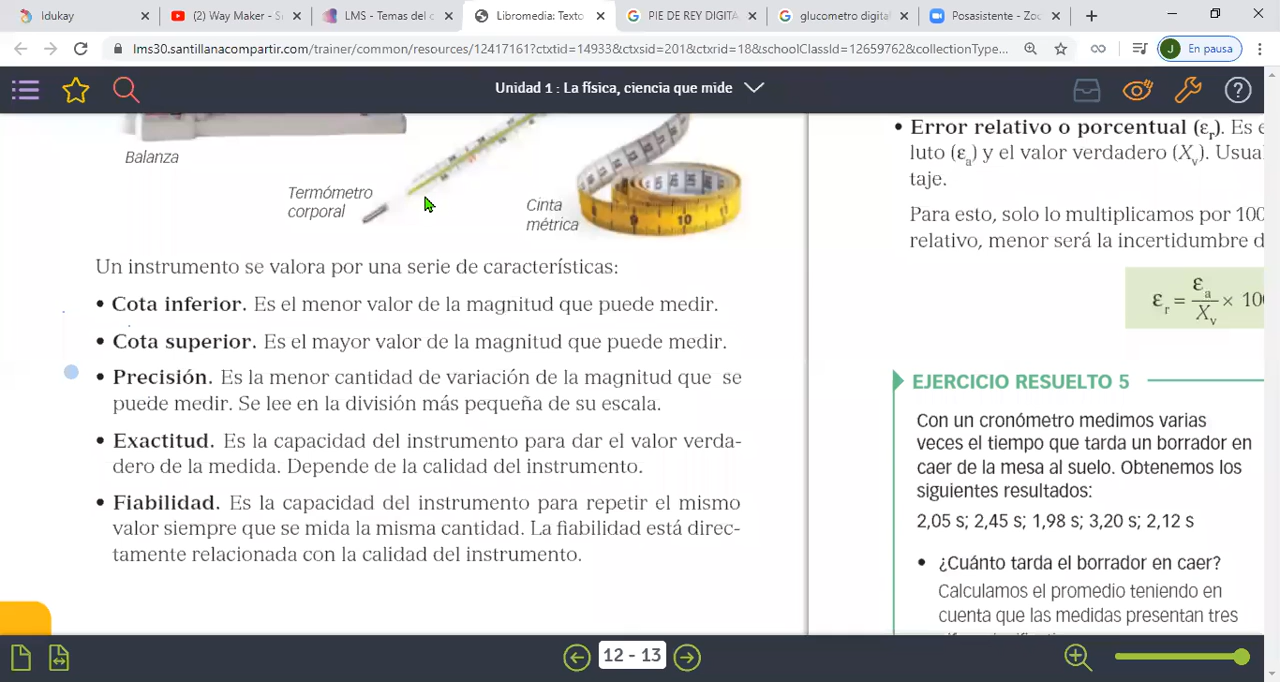 Idukay
(2) Way Maker - S
LMS - Temas del c
Libromedia: Texto
PIE DE REY DIGITA
glucometro digital
Posasistente - Zoo
lms30.santillanacompartir.com/trainer/common/resources/12417161?ctxtid=14933&ctxsid=201&ctxrid=18&schoolClassId=12659762&collectionType...
J En pausa
Unidad 1 : La física, ciencia que mide
Balanza
Termómetro
corporal
Cinta
métrica
Un instrumento se valora por una serie de características:
• Cota inferior. Es el menor valor de la magnitud que puede medir.
• Cota superior. Es el mayor valor de la magnitud que puede medir.
• Precisión. Es la menor cantidad de variación de la magnitud que se
puede medir. Se lee en la división más pequeña de su escala.
• Exactitud. Es la capacidad del instrumento para dar el valor verda-
dero de la medida. Depende de la calidad del instrumento.
• Fiabilidad. Es la capacidad del instrumento para repetir el mismo
valor siempre que se mida la misma cantidad. La fiabilidad está direc-
tamente relacionada con la calidad del instrumento.
• Error relativo o porcentual (εr). Es e
luto (εa) y el valor verdadero (Xv). Usua
taje.
Para esto, solo lo multiplicamos por 100
relativo, menor será la incertidumbre d
εr = εa / Xv × 100
EJERCICIO RESUELTO 5
Con un cronómetro medimos varias
veces el tiempo que tarda un borrador en
caer de la mesa al suelo. Obtenemos los
siguientes resultados:
2,05 s; 2,45 s; 1,98 s; 3,20 s; 2,12 s
• ¿Cuánto tarda el borrador en caer?
Calculamos el promedio teniendo en
cuenta que las medidas presentan tres
12 - 13